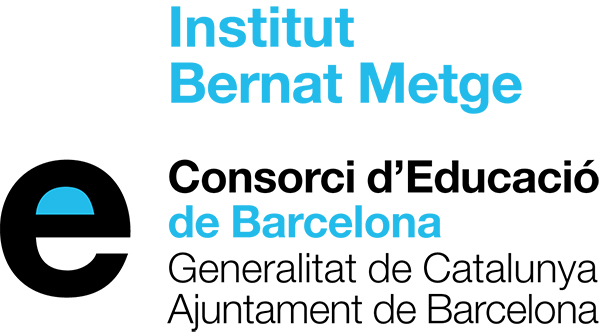 Institut
Bernat Metge
Consorci d'Educació
de Barcelona
Generalitat de Catalunya
Ajuntament de Barcelona